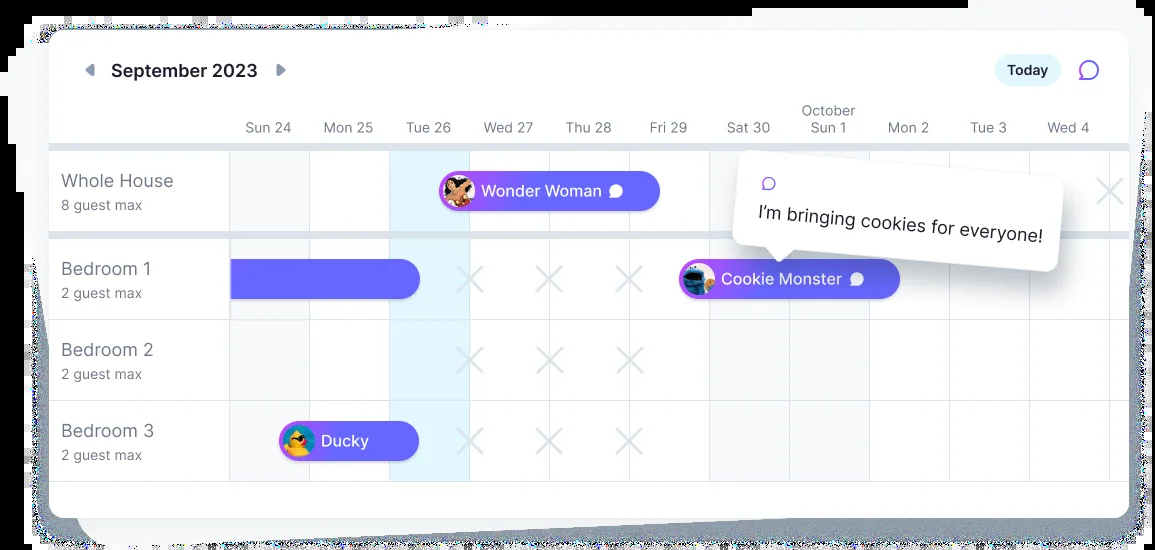 September 2023
Today
October
Sun 24 Mon 25 Tue 26 Wed 27 Thu 28 Fri 29 Sat 30 Sun 1 Mon 2 Tue 3 Wed 4
Whole House
8 guest max
Wonder Woman
I’m bringing cookies for everyone!
Bedroom 1
2 guest max
Cookie Monster
Bedroom 2
2 guest max
Bedroom 3
2 guest max
Ducky